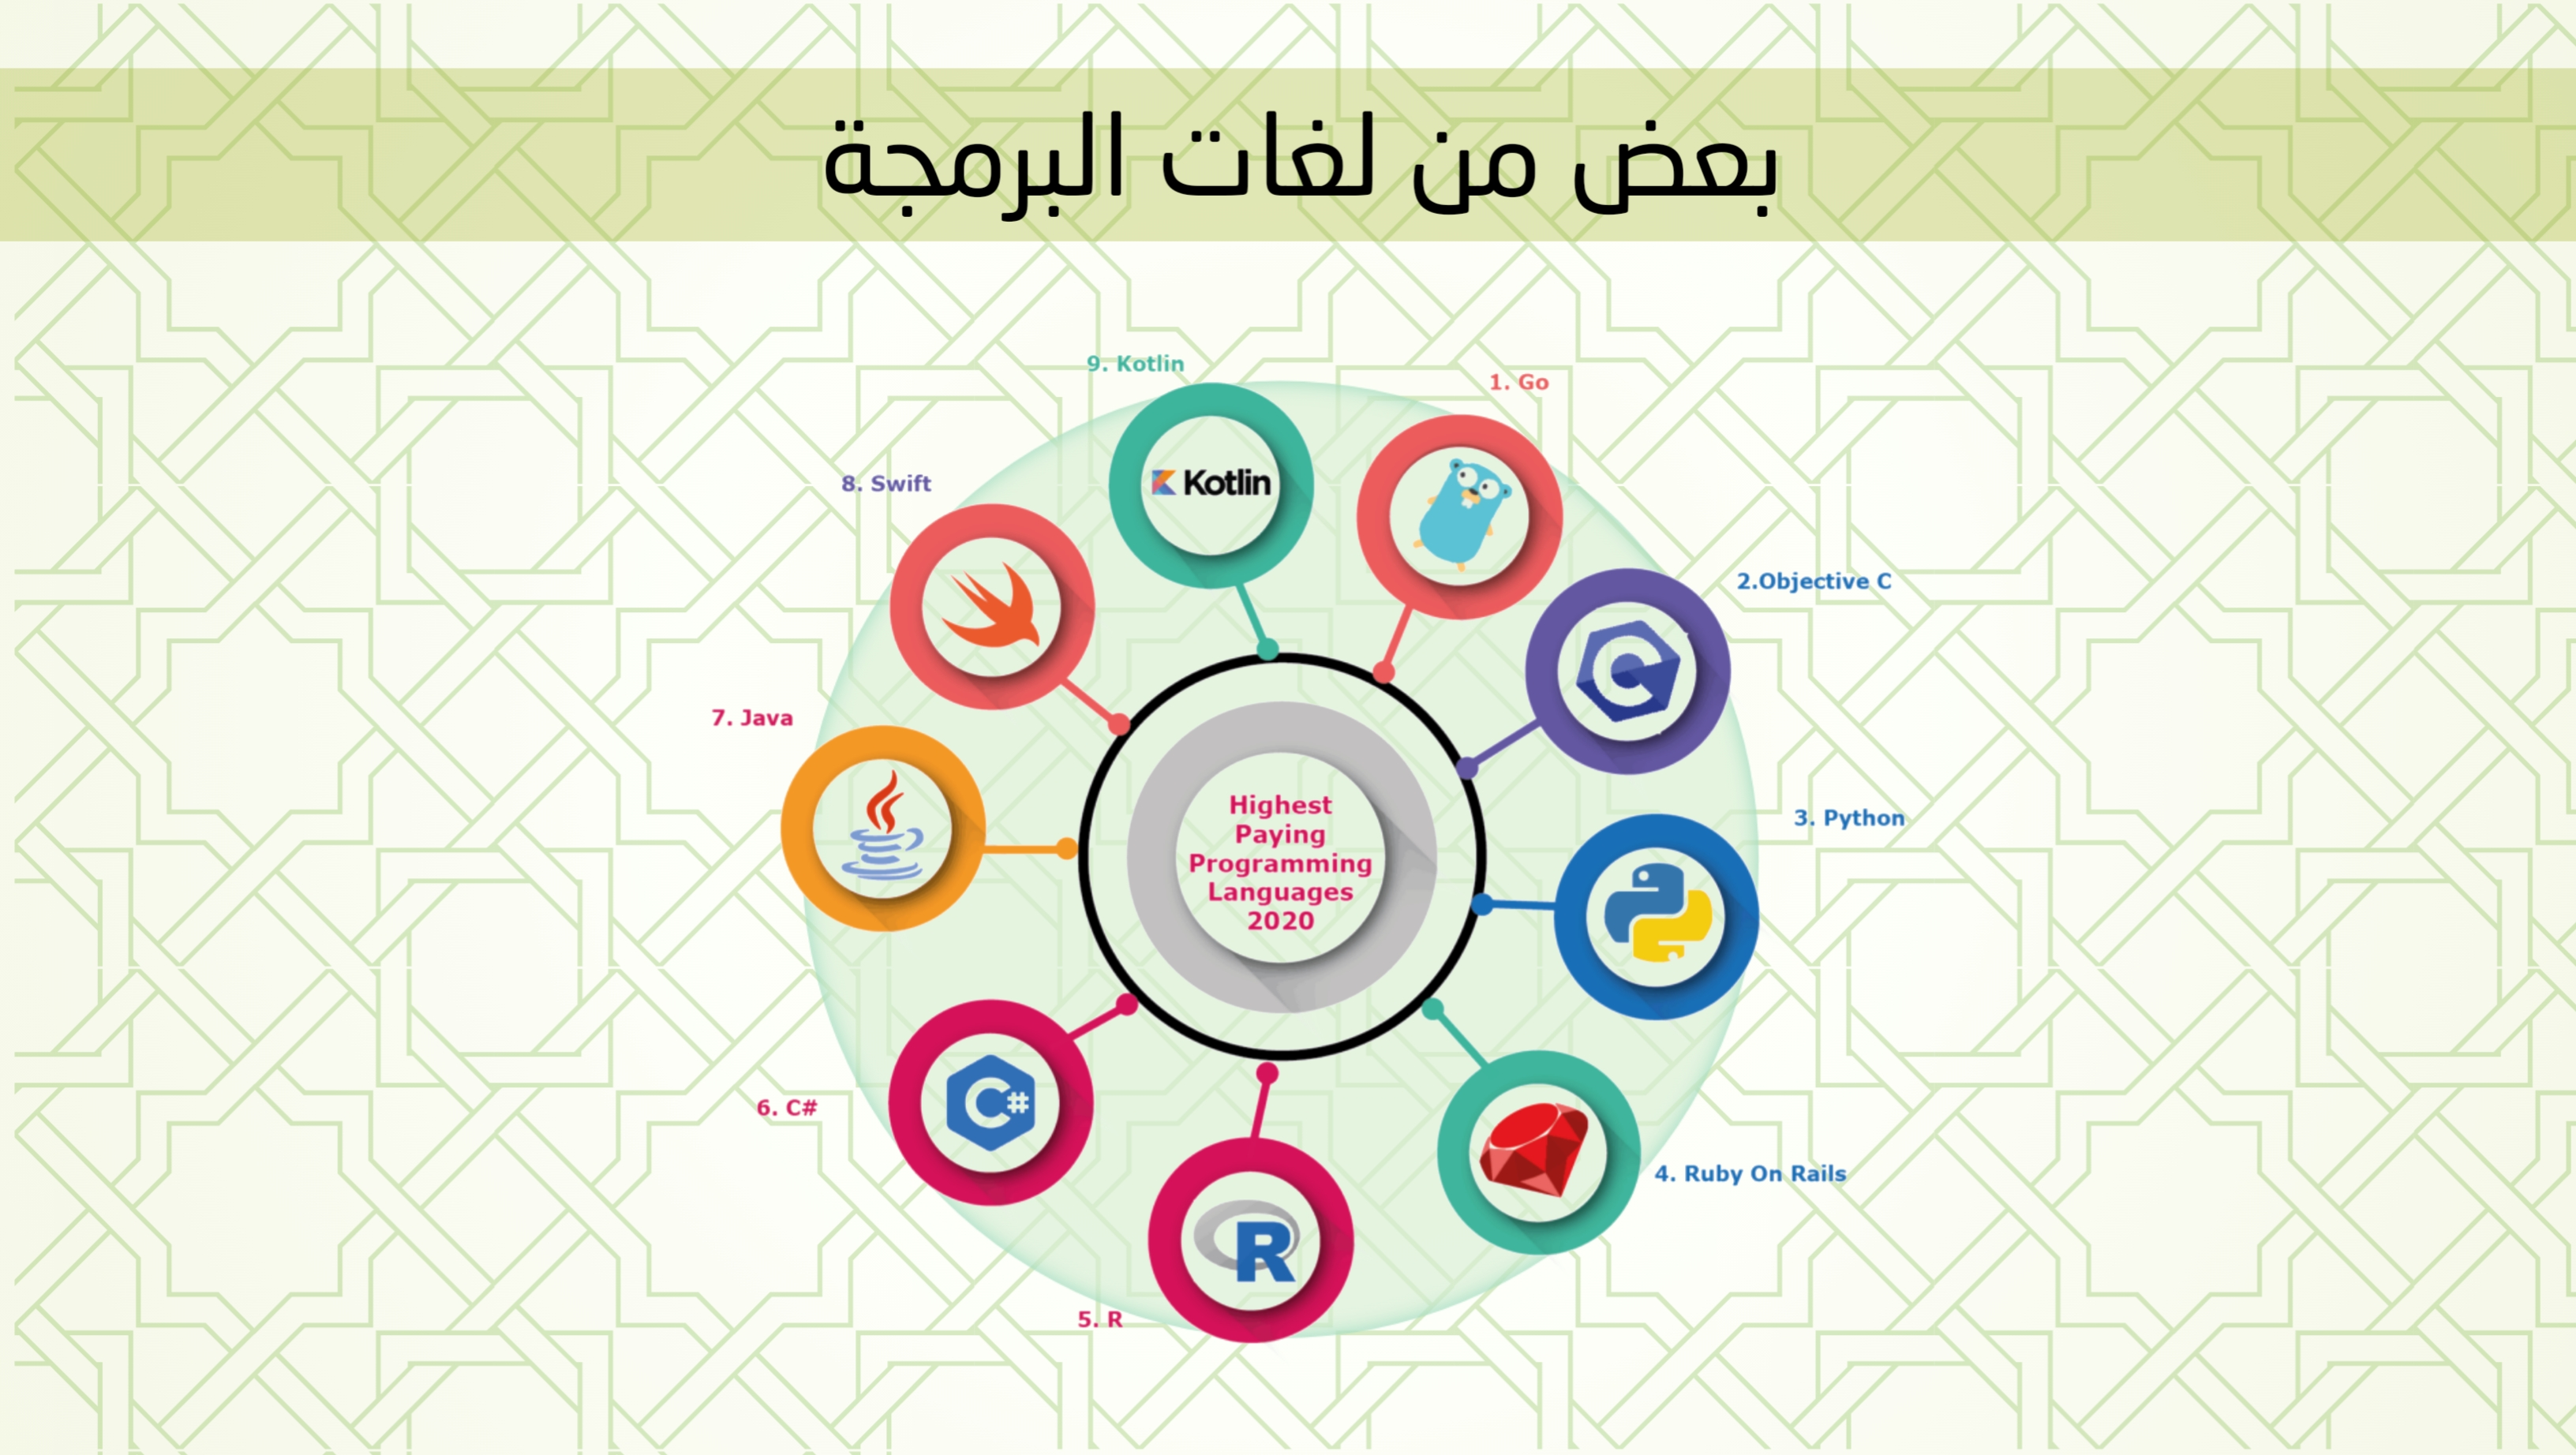 بعض من لغات البرمجة
9. Kotlin
1. Go
Kotlin
8. Swift
2.Objective C
7. Java
3. Python
Highest
Paying
Programming
Languages
2020
6. C#
C#
4. Ruby On Rails
R
5. R